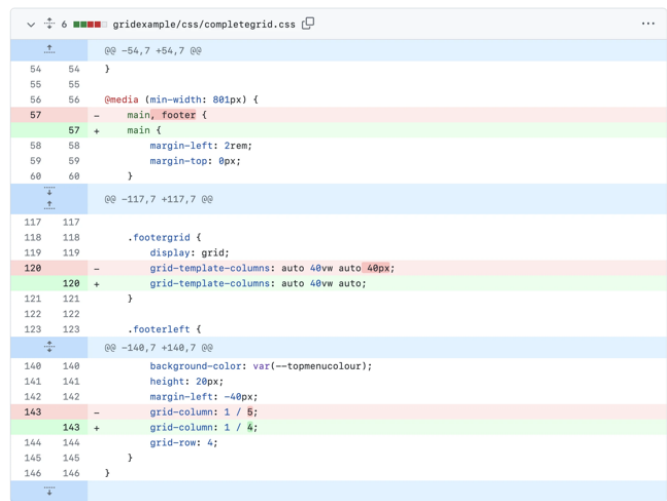 6 gridexample/css/completegrid.css ...
@@ -54,7 +54,7 @@
54 54 }
55 55
56 56 @media (min-width: 801px) {
57 - main, footer {
57 + main {
58 58 margin-left: 2rem;
59 59 margin-top: 0px;
60 60 }
@@ -117,7 +117,7 @@
117 117
118 118 .footergrid {
119 119 display: grid;
120 - grid-template-columns: auto 40vw auto 40px;
120 + grid-template-columns: auto 40vw auto;
121 121 }
122 122
123 123 .footerleft {
@@ -140,7 +140,7 @@
140 140 background-color: var(--topmenucolour);
141 141 height: 20px;
142 142 margin-left: -40px;
143 - grid-column: 1 / 5;
143 + grid-column: 1 / 4;
144 144 grid-row: 4;
145 145 }
146 146 }